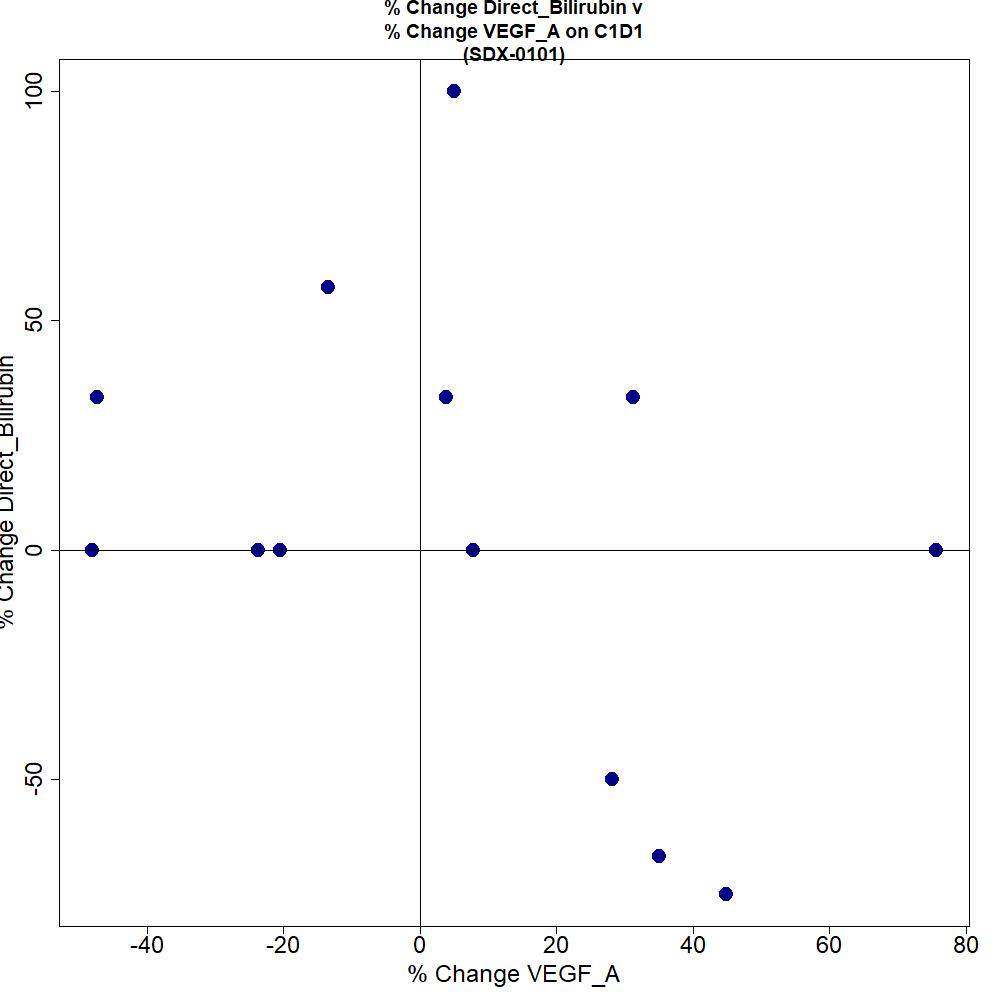 % Change Direct_Bilirubin v
% Change VEGF_A on C1D1
(SDX-0101)
100
50
0
-50
% Change Direct_Bilirubin
-40
-20
0
20
40
60
80
% Change VEGF_A